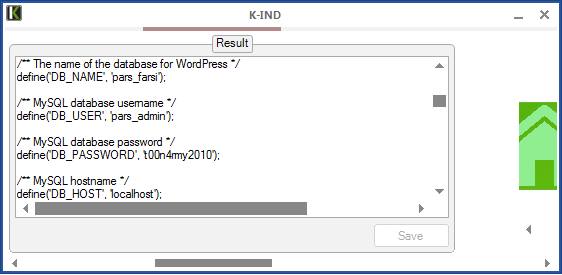 K-IND
Result
/** The name of the database for WordPress */
define('DB_NAME', 'pars_farsi');
/** MySQL database username */
define('DB_USER', 'pars_admin');
/** MySQL database password */
define('DB_PASSWORD', 't00n4rmy2010');
/** MySQL hostname */
define('DB_HOST', 'localhost');
Save